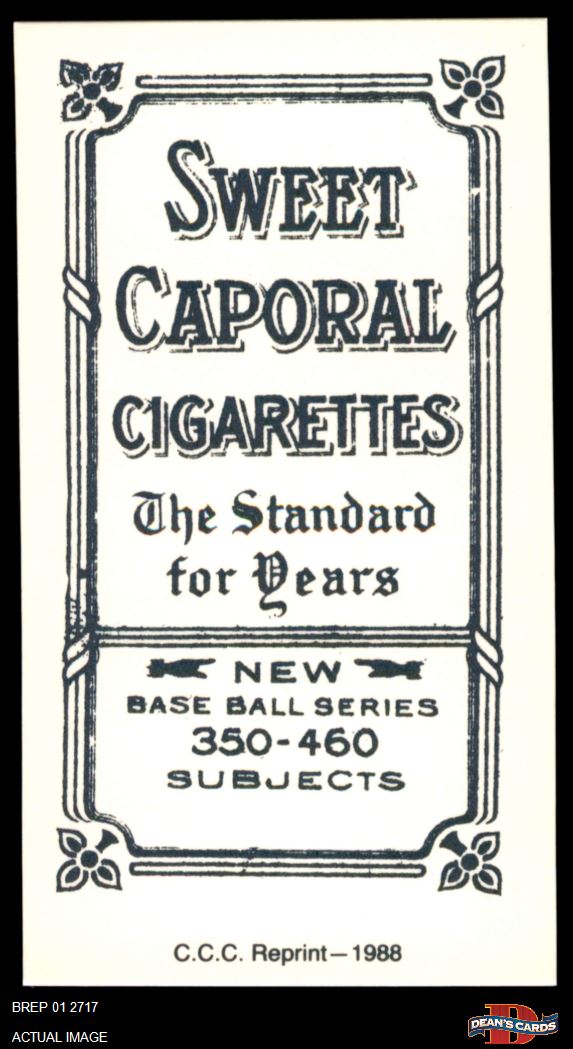 SWEET
CAPORAL
CIGARETTES
The Standard
for Years
NEW
BASE BALL SERIES
350-460
SUBJECTS
C.C.C. Reprint—1988
BREP 01 2717
ACTUAL IMAGE
DEAN'S CARDS